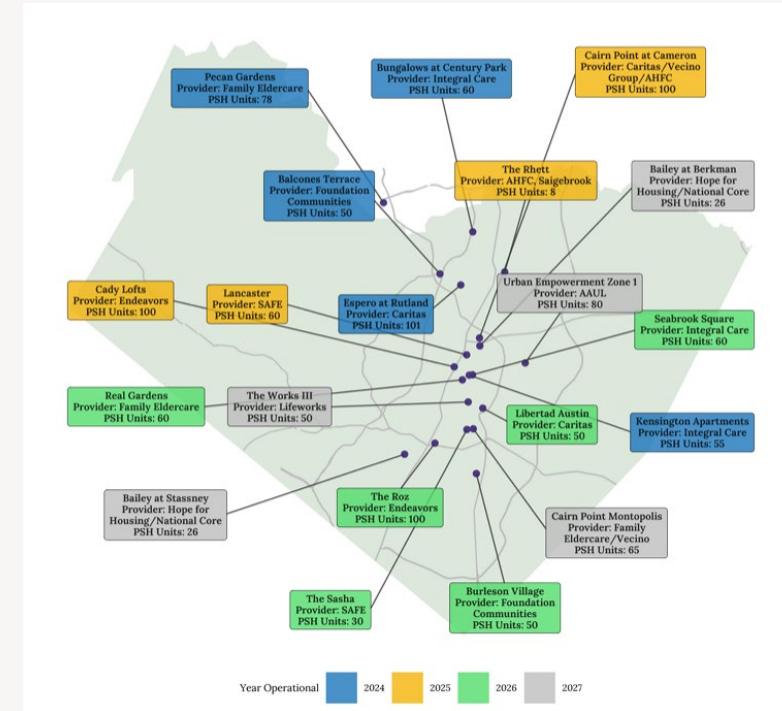 Pecan Gardens
Provider: Family Eldercare
PSH Units: 78
Bungalows at Century Park
Provider: Integral Care
PSH Units: 60
Cairn Point at Cameron
Provider: Caritas/Vecino
Group/AHFC
PSH Units: 100
Balcones Terrace
Provider: Foundation
Communities
PSH Units: 50
The Rhett
Provider: AHFC, Saigebrook
PSH Units: 8
Bailey at Berkman
Provider: Hope for
Housing/National Core
PSH Units: 26
Cady Lofts
Provider: Endeavors
PSH Units: 100
Lancaster
Provider: SAFE
PSH Units: 60
Espero at Rutland
Provider: Caritas
PSH Units: 101
Urban Empowerment Zone 1
Provider: AAUL
PSH Units: 80
Seabrook Square
Provider: Integral Care
PSH Units: 60
Real Gardens
Provider: Family Eldercare
PSH Units: 60
The Works III
Provider: Lifeworks
PSH Units: 50
Libertad Austin
Provider: Caritas
PSH Units: 50
Kensington Apartments
Provider: Integral Care
PSH Units: 55
Bailey at Stassney
Provider: Hope for
Housing/National Core
PSH Units: 26
The Roz
Provider: Endeavors
PSH Units: 100
Cairn Point Montopolis
Provider: Family
Eldercare/Vecino
PSH Units: 65
The Sasha
Provider: SAFE
PSH Units: 30
Burleson Village
Provider: Foundation
Communities
PSH Units: 50
Year Operational 2024 2025 2026 2027